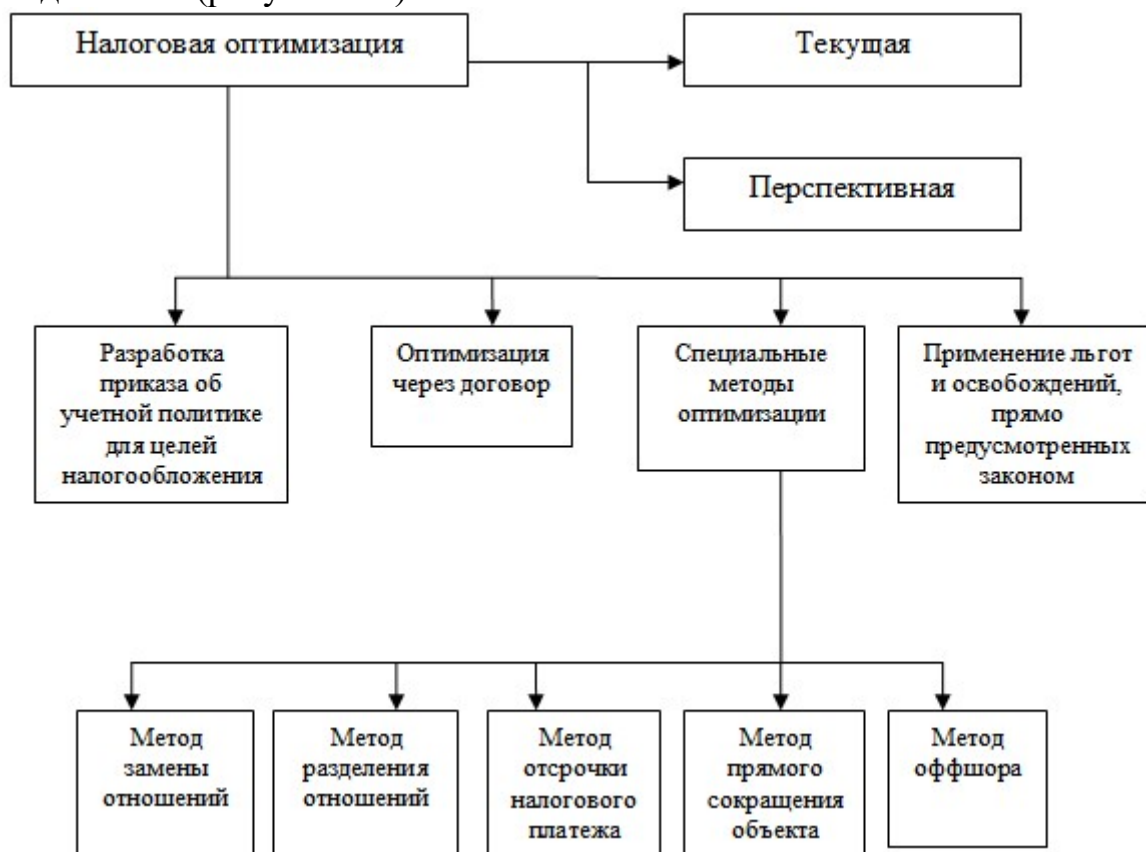 Налоговая оптимизация
Текущая
Перспективная
Разработка
приказа об
учетной политике
для целей
налогообложения
Оптимизация
через договор
Специальные
методы
оптимизации
Применение льгот
и освобождений,
прямо
предусмотренных
законом
Метод
замены
отношений
Метод
разделения
отношений
Метод
отсрочки
налогового
платежа
Метод
прямого
сокращения
объекта
Метод
оффшора